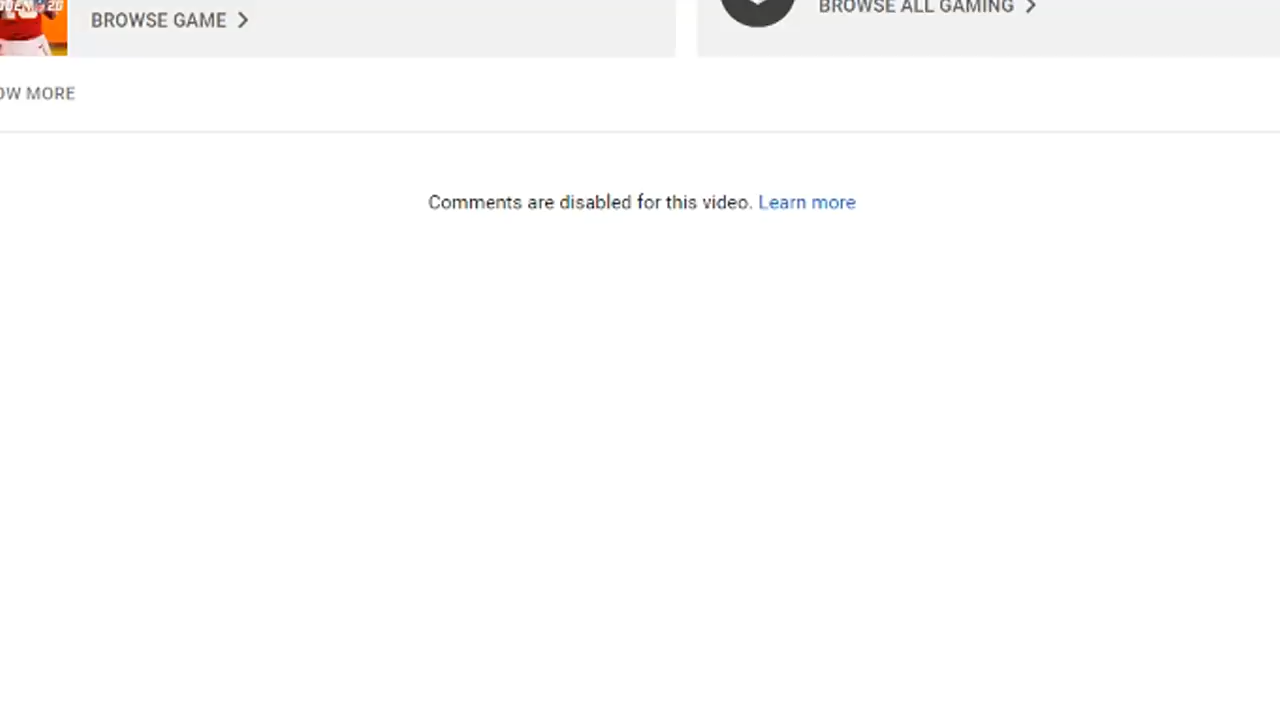 BROWSE GAME
BROWSE ALL GAMING
OW MORE
Comments are disabled for this video. Learn more